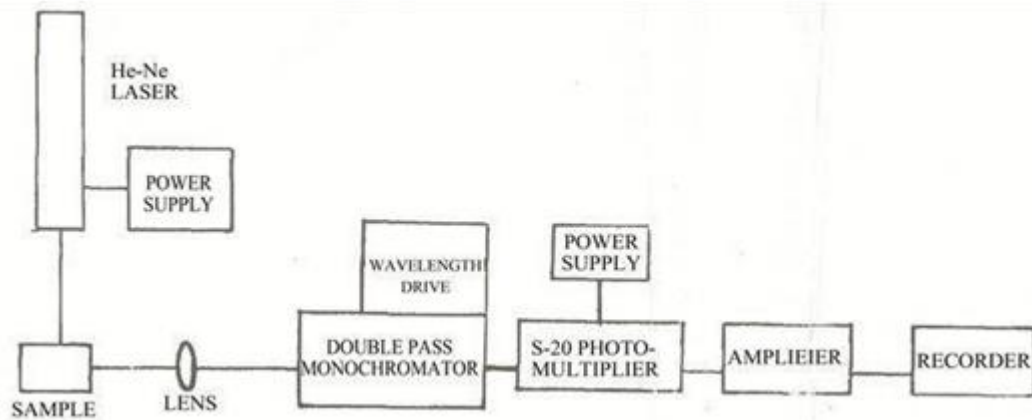 He-Ne
LASER
POWER
SUPPLY
WAVELENGTH
DRIVE
POWER
SUPPLY
DOUBLE PASS
MONOCHROMATOR
S-20 PHOTO-
MULTIPLIER
AMPLIEIER
RECORDER
SAMPLE
LENS